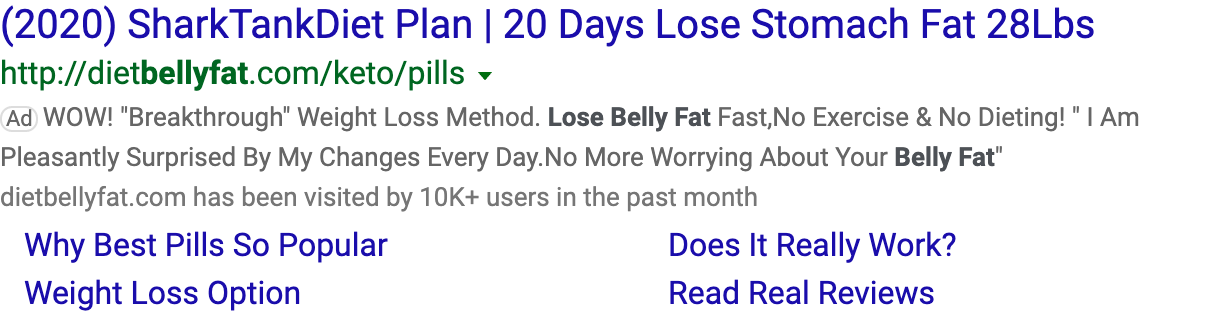 (2020) SharkTankDiet Plan | 20 Days Lose Stomach Fat 28Lbs
http://dietbellyfat.com/keto/pills
Ad WOW! "Breakthrough" Weight Loss Method. Lose Belly Fat Fast,No Exercise & No Dieting! " I Am
Pleasantly Surprised By My Changes Every Day.No More Worrying About Your Belly Fat"
dietbellyfat.com has been visited by 10K+ users in the past month
Why Best Pills So Popular Does It Really Work?
Weight Loss Option Read Real Reviews